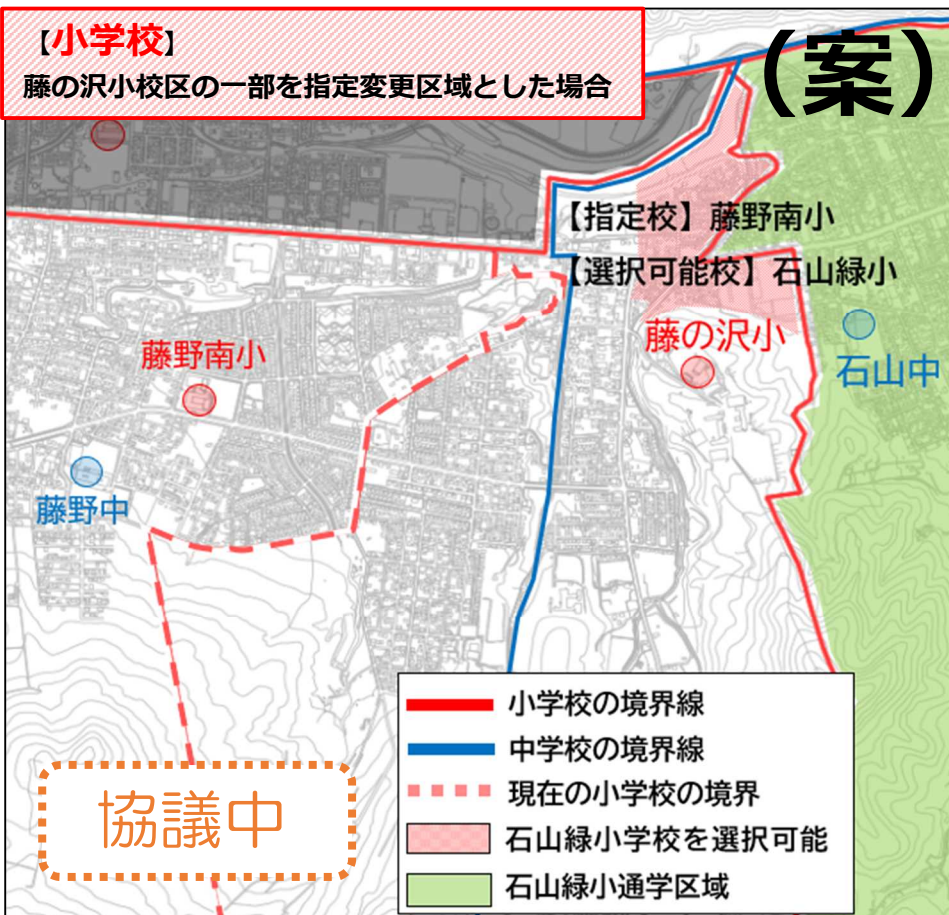 【小学校】
藤の沢小校区の一部を指定変更区域とした場合
（案）
【指定校】藤野南小
【選択可能校】石山緑小
藤の沢小
藤野南小
石山中
藤野中
小学校の境界線
中学校の境界線
現在の小学校の境界
石山緑小学校を選択可能
石山緑小通学区域
協議中